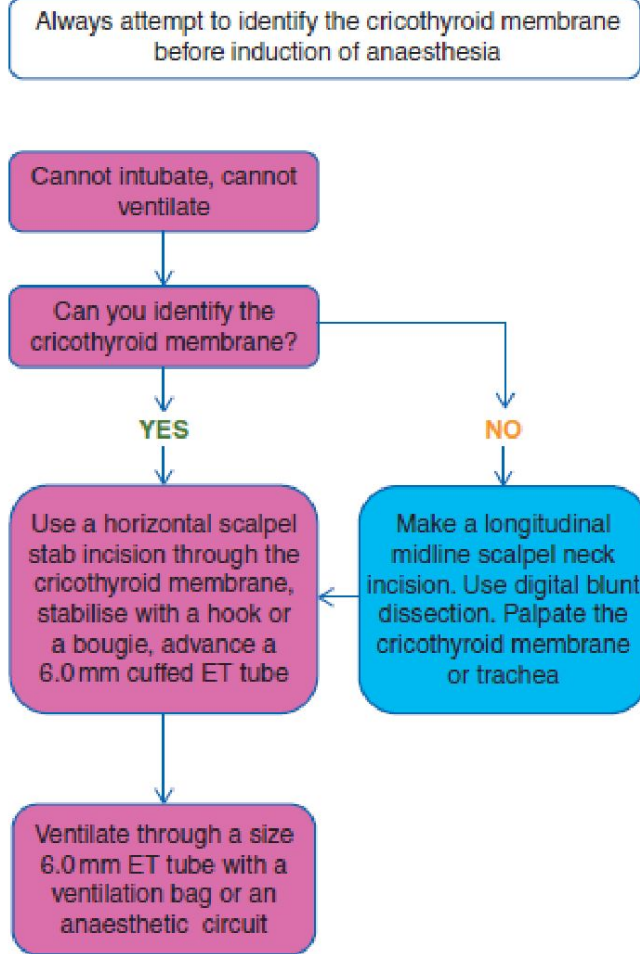 Always attempt to identify the cricothyroid membrane
before induction of anaesthesia
Cannot intubate, cannot
ventilate
Can you identify the
cricothyroid membrane?
YES
NO
Use a horizontal scalpel
stab incision through the
cricothyroid membrane,
stabilise with a hook or
a bougie, advance a
6.0 mm cuffed ET tube
Make a longitudinal
midline scalpel neck
incision. Use digital blunt
dissection. Palpate the
cricothyroid membrane
or trachea
Ventilate through a size
6.0 mm ET tube with a
ventilation bag or an
anaesthetic circuit